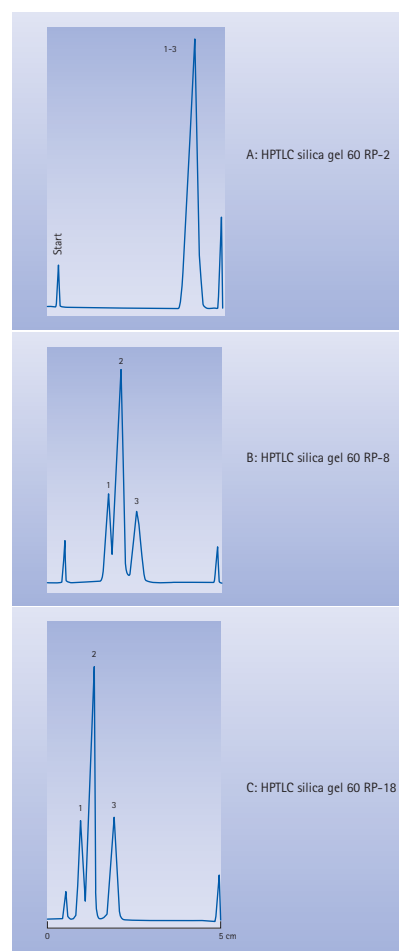 1-3
A: HPTLC silica gel 60 RP-2
Start
2
B: HPTLC silica gel 60 RP-8
1
3
2
C: HPTLC silica gel 60 RP-18
1
3
0
5 cm